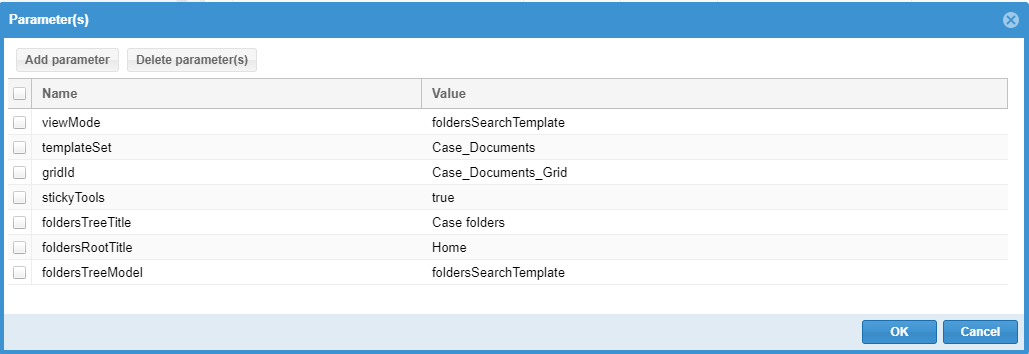 Parameter(s)
Add parameter Delete parameter(s)
Name Value
viewMode foldersSearchTemplate
templateSet Case_Documents
gridId Case_Documents_Grid
stickyTools true
foldersTreeTitle Case folders
foldersRootTitle Home
foldersTreeModel foldersSearchTemplate
OK Cancel